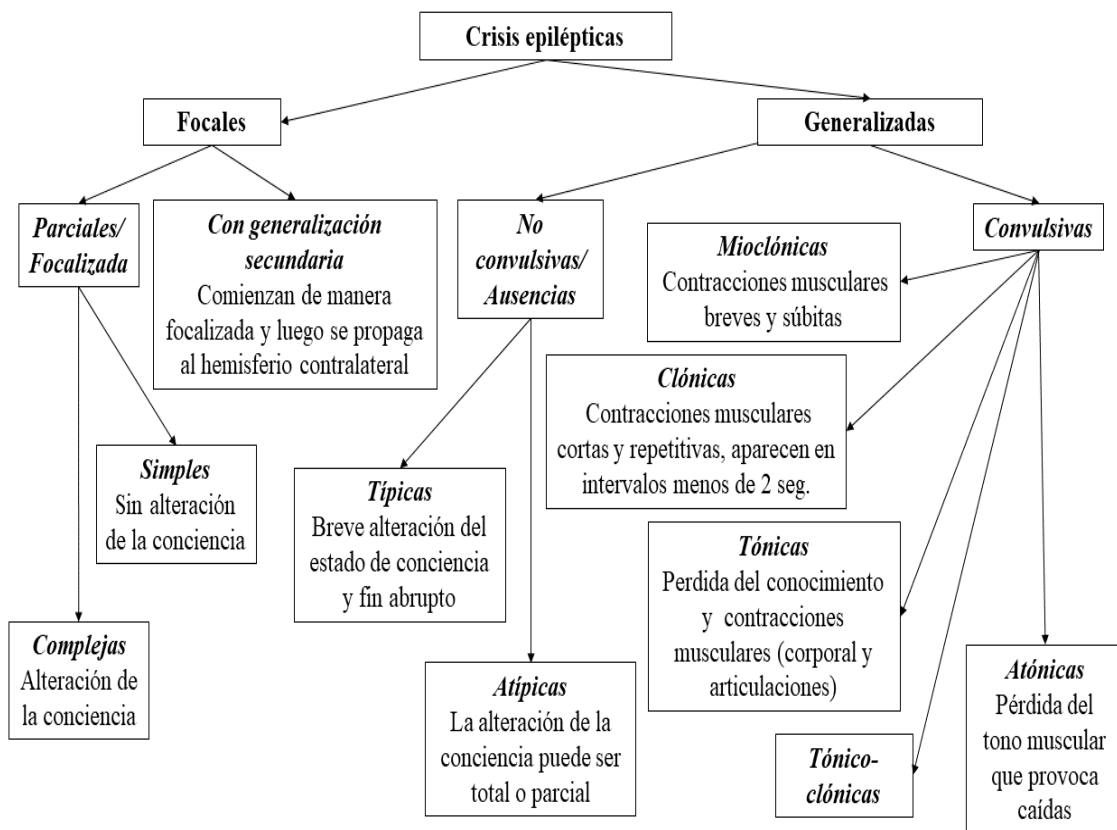 Crisis epilépticas
Focales
Generalizadas
Parciales/
Focalizada
Con generalización
secundaria
Comienzan de manera
focalizada y luego se propaga
al hemisferio contralateral
No
convulsivas/
Ausencias
Convulsivas
Mioclónicas
Contracciones musculares
breves y súbitas
Clónicas
Contracciones musculares
cortas y repetitivas, aparecen en
intervalos menos de 2 seg.
Simples
Sin alteración
de la conciencia
Típicas
Breve alteración del
estado de conciencia
y fin abrupto
Tónicas
Perdida del conocimiento
y contracciones
musculares (corporal y
articulaciones)
Complejas
Alteración de
la conciencia
Atípicas
La alteración de la
conciencia puede ser
total o parcial
Tónico-
clónicas
Atónicas
Pérdida del
tono muscular
que provoca
caídas